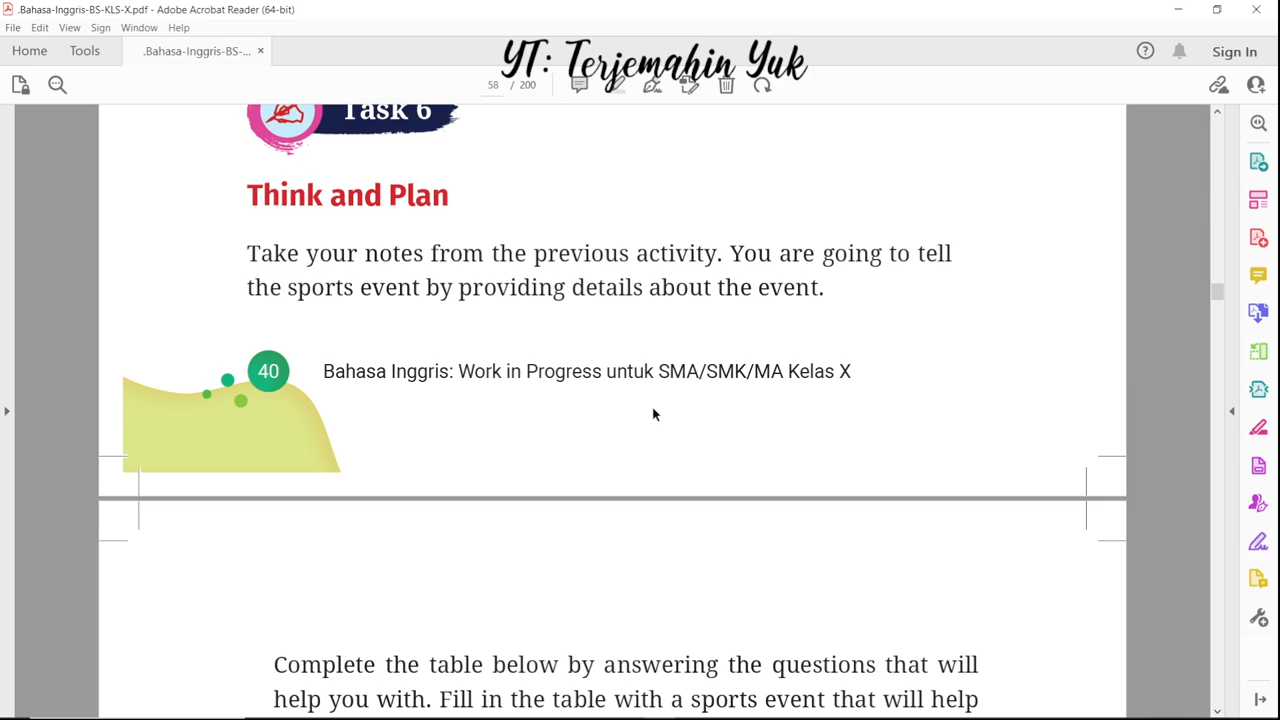 .Bahasa-Inggris-BS-KLS-X.pdf - Adobe Acrobat Reader (64-bit)
File Edit View Sign Window Help
Home Tools .Bahasa-Inggris-BS-... × Sign In
YT: Terjemahin Yuk
58 / 200
Task 6
Think and Plan
Take your notes from the previous activity. You are going to tell
the sports event by providing details about the event.
40 Bahasa Inggris: Work in Progress untuk SMA/SMK/MA Kelas X
Complete the table below by answering the questions that will
help you with. Fill in the table with a sports event that will help